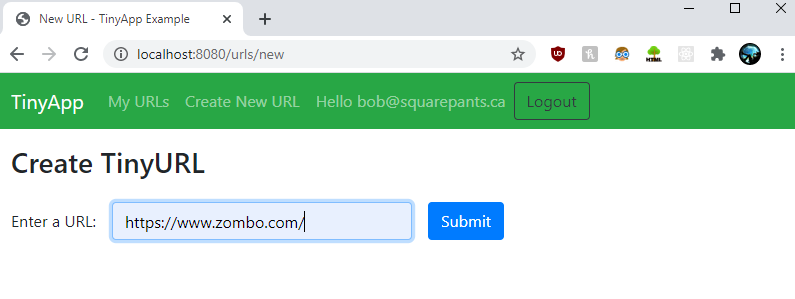 New URL - TinyApp Example
localhost:8080/urls/new
TinyApp My URLs Create New URL Hello bob@squarepants.ca Logout
Create TinyURL
Enter a URL: https://www.zombo.com/ Submit